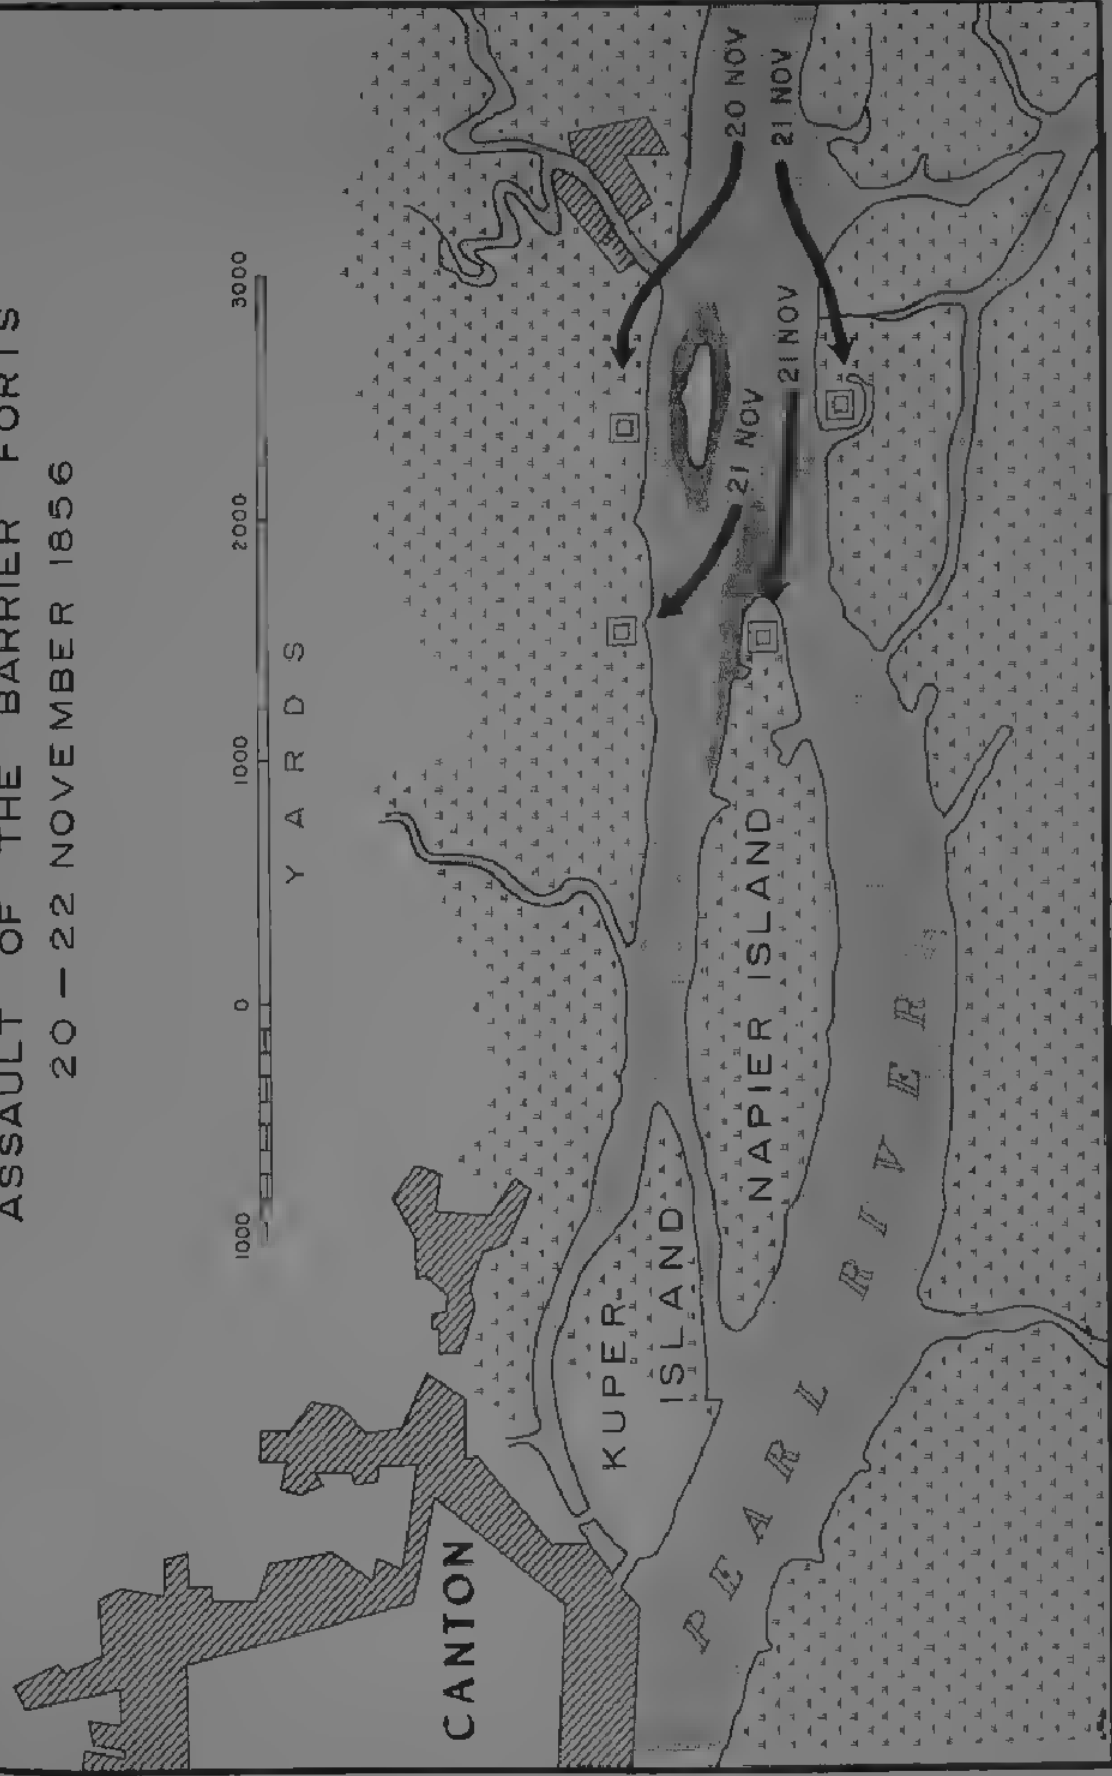 ASSAULT OF THE BARRIER FORTS
20 – 22 NOVEMBER 1856
1000 0 1000 2000 3000
YARDS
CANTON
KUPER
ISLAND
NAPIER ISLAND
PEARL RIVER
20 NOV
21 NOV
21 NOV
21 NOV